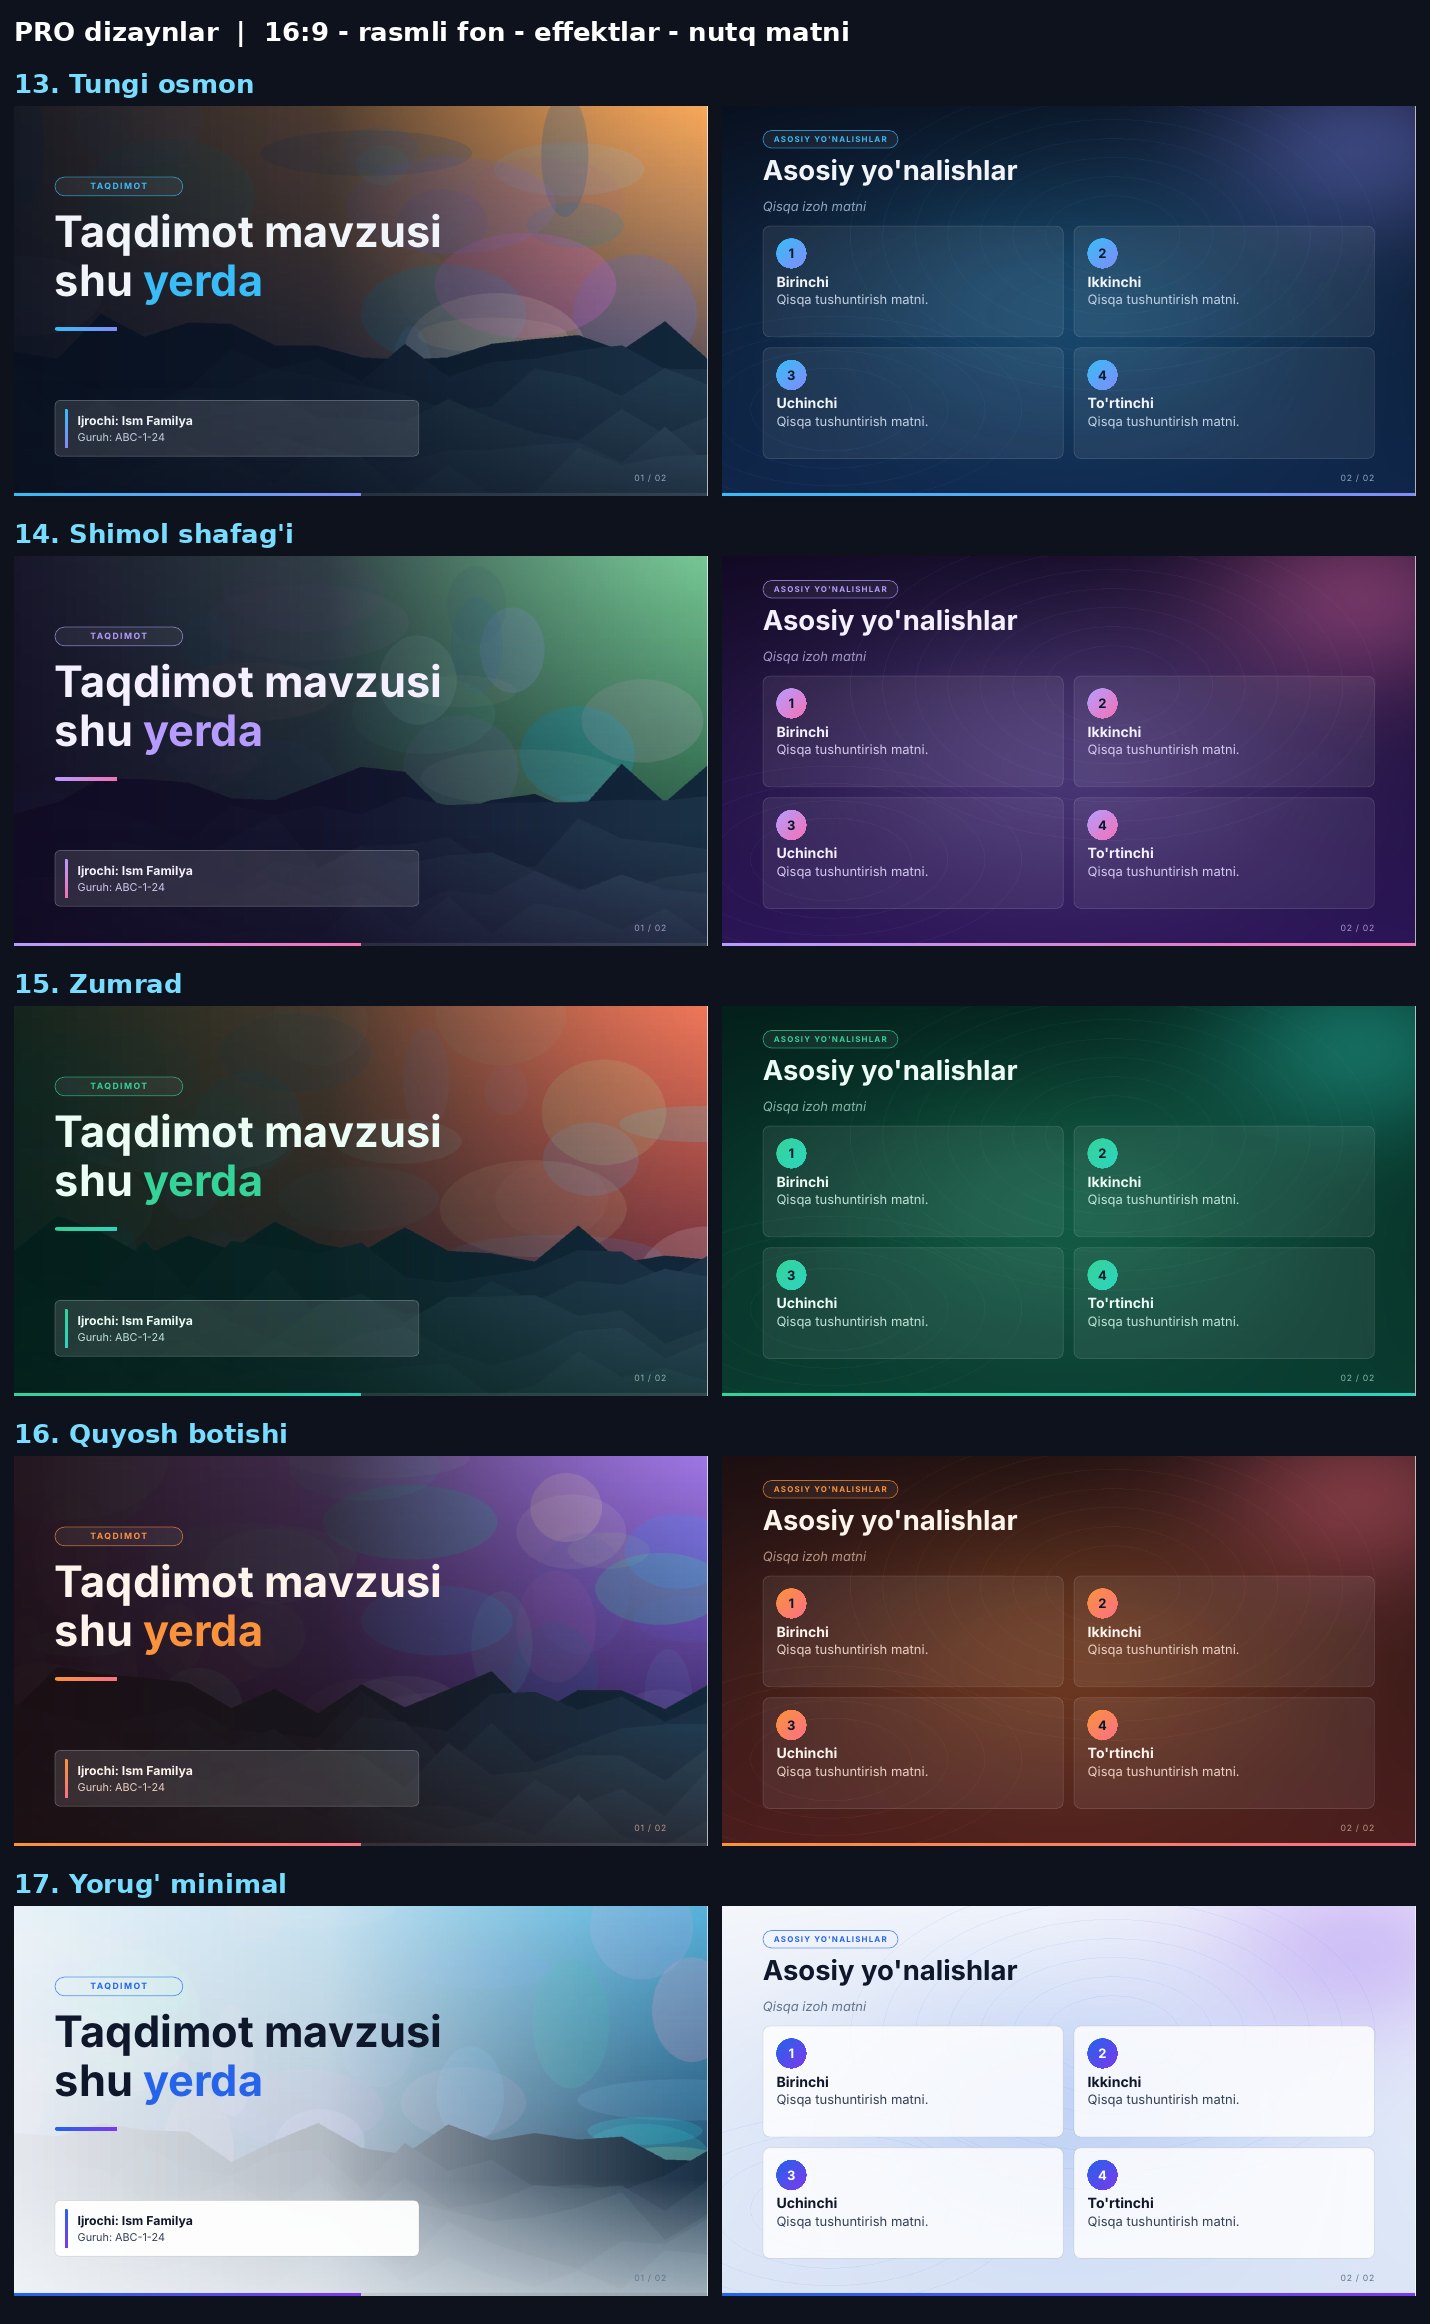 PRO dizaynlar | 16:9 - rasmli fon - effektlar - nutq matni
13. Tungi osmon
TAQDIMOT
Taqdimot mavzusi
shu yerda
Ijrochi: Ism Familya
Guruh: ABC-1-24
01 / 02
ASOSIY YO'NALISHLAR
Asosiy yo'nalishlar
Qisqa izoh matni
1
Birinchi
Qisqa tushuntirish matni.
2
Ikkinchi
Qisqa tushuntirish matni.
3
Uchinchi
Qisqa tushuntirish matni.
4
To'rtinchi
Qisqa tushuntirish matni.
02 / 02
14. Shimol shafag'i
TAQDIMOT
Taqdimot mavzusi
shu yerda
Ijrochi: Ism Familya
Guruh: ABC-1-24
01 / 02
ASOSIY YO'NALISHLAR
Asosiy yo'nalishlar
Qisqa izoh matni
1
Birinchi
Qisqa tushuntirish matni.
2
Ikkinchi
Qisqa tushuntirish matni.
3
Uchinchi
Qisqa tushuntirish matni.
4
To'rtinchi
Qisqa tushuntirish matni.
02 / 02
15. Zumrad
TAQDIMOT
Taqdimot mavzusi
shu yerda
Ijrochi: Ism Familya
Guruh: ABC-1-24
01 / 02
ASOSIY YO'NALISHLAR
Asosiy yo'nalishlar
Qisqa izoh matni
1
Birinchi
Qisqa tushuntirish matni.
2
Ikkinchi
Qisqa tushuntirish matni.
3
Uchinchi
Qisqa tushuntirish matni.
4
To'rtinchi
Qisqa tushuntirish matni.
02 / 02
16. Quyosh botishi
TAQDIMOT
Taqdimot mavzusi
shu yerda
Ijrochi: Ism Familya
Guruh: ABC-1-24
01 / 02
ASOSIY YO'NALISHLAR
Asosiy yo'nalishlar
Qisqa izoh matni
1
Birinchi
Qisqa tushuntirish matni.
2
Ikkinchi
Qisqa tushuntirish matni.
3
Uchinchi
Qisqa tushuntirish matni.
4
To'rtinchi
Qisqa tushuntirish matni.
02 / 02
17. Yorug' minimal
TAQDIMOT
Taqdimot mavzusi
shu yerda
Ijrochi: Ism Familya
Guruh: ABC-1-24
01 / 02
ASOSIY YO'NALISHLAR
Asosiy yo'nalishlar
Qisqa izoh matni
1
Birinchi
Qisqa tushuntirish matni.
2
Ikkinchi
Qisqa tushuntirish matni.
3
Uchinchi
Qisqa tushuntirish matni.
4
To'rtinchi
Qisqa tushuntirish matni.
02 / 02